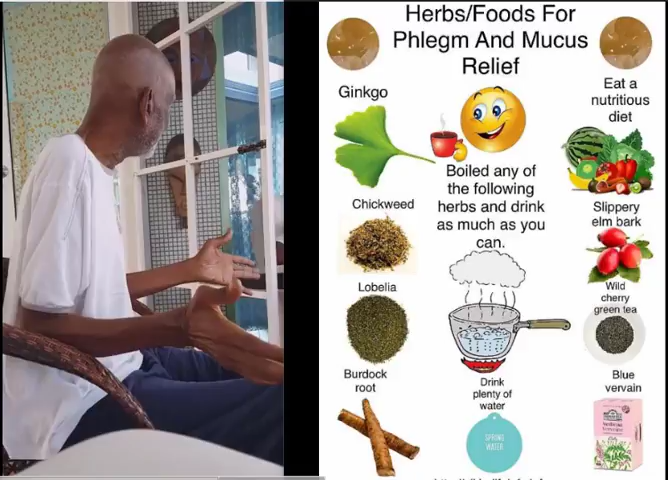 Herbs/Foods For
Phlegm And Mucus
Relief
Ginkgo
Eat a
nutritious
diet
Boiled any of
the following
herbs and drink
as much as you
can.
Chickweed
Slippery
elm bark
Lobelia
Wild
cherry
green tea
Burdock
root
Drink
plenty of
water
Blue
vervain
SPRING
WATER